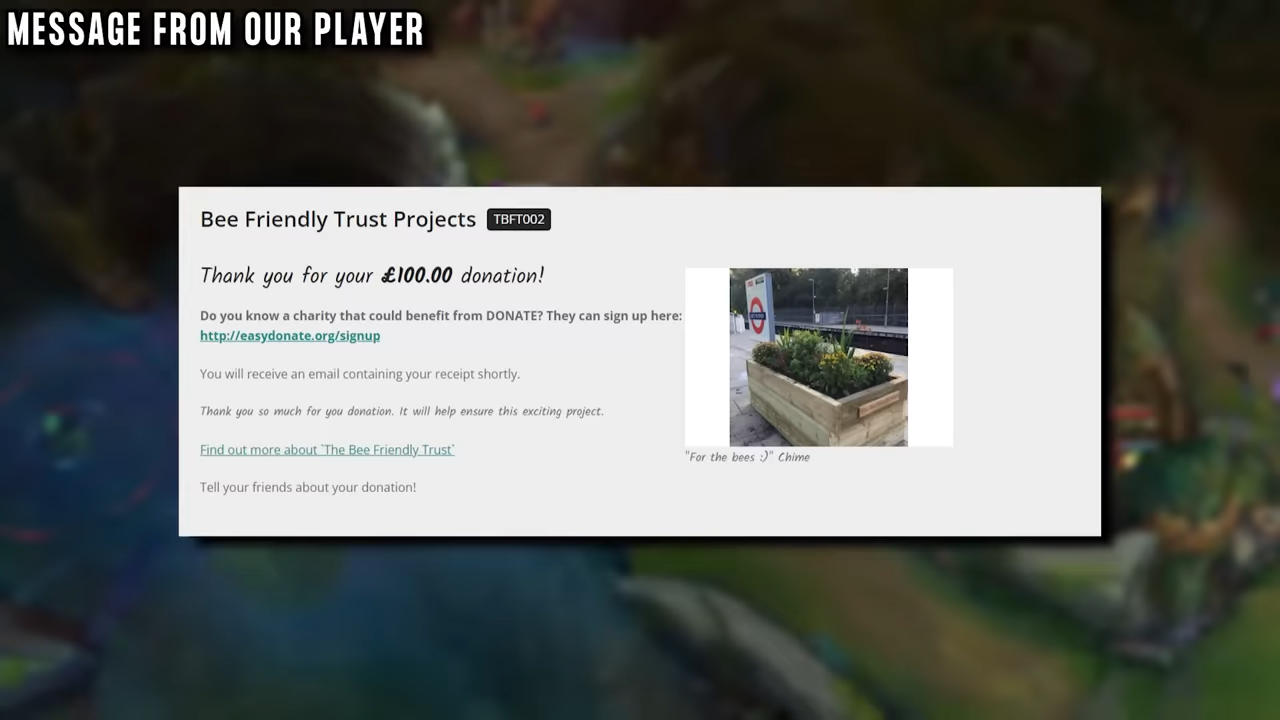 MESSAGE FROM OUR PLAYER
Bee Friendly Trust Projects TBFT002
Thank you for your £100.00 donation!
Do you know a charity that could benefit from DONATE? They can sign up here:
http://easydonate.org/signup
You will receive an email containing your receipt shortly.
Thank you so much for you donation. It will help ensure this exciting project.
Find out more about `The Bee Friendly Trust`
Tell your friends about your donation!
"For the bees :)" Chime